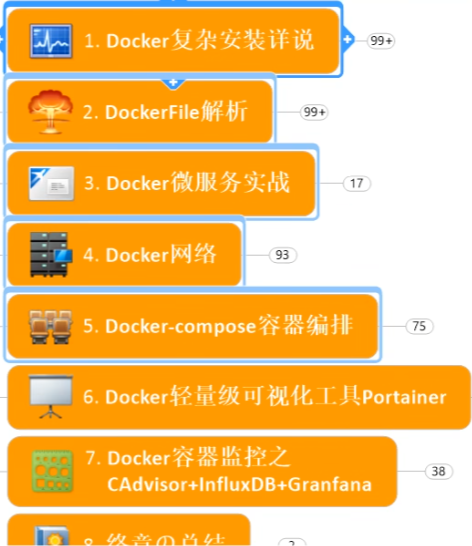 1. Docker复杂安装详说
99+
2. DockerFile解析
99+
3. Docker微服务实战
17
4. Docker网络
93
5. Docker-compose容器编排
75
6. Docker轻量级可视化工具Portainer
7. Docker容器监控之
CAdvisor+InfluxDB+Granfana
38
8. 终章の总结
2